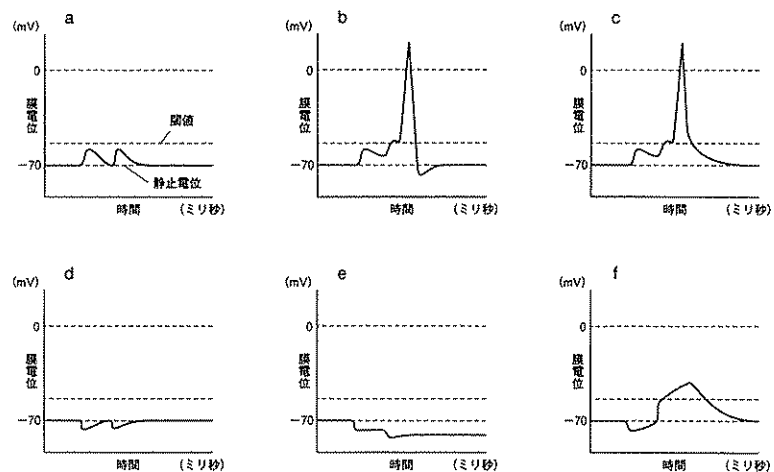 a
(mV)
0
膜電位
閾値
-70
静止電位
時間
(ミリ秒)
b
(mV)
0
膜電位
-70
時間
(ミリ秒)
c
(mV)
0
膜電位
-70
時間
(ミリ秒)
d
(mV)
0
膜電位
-70
時間
(ミリ秒)
e
(mV)
0
膜電位
-70
時間
(ミリ秒)
f
(mV)
0
膜電位
-70
時間
(ミリ秒)